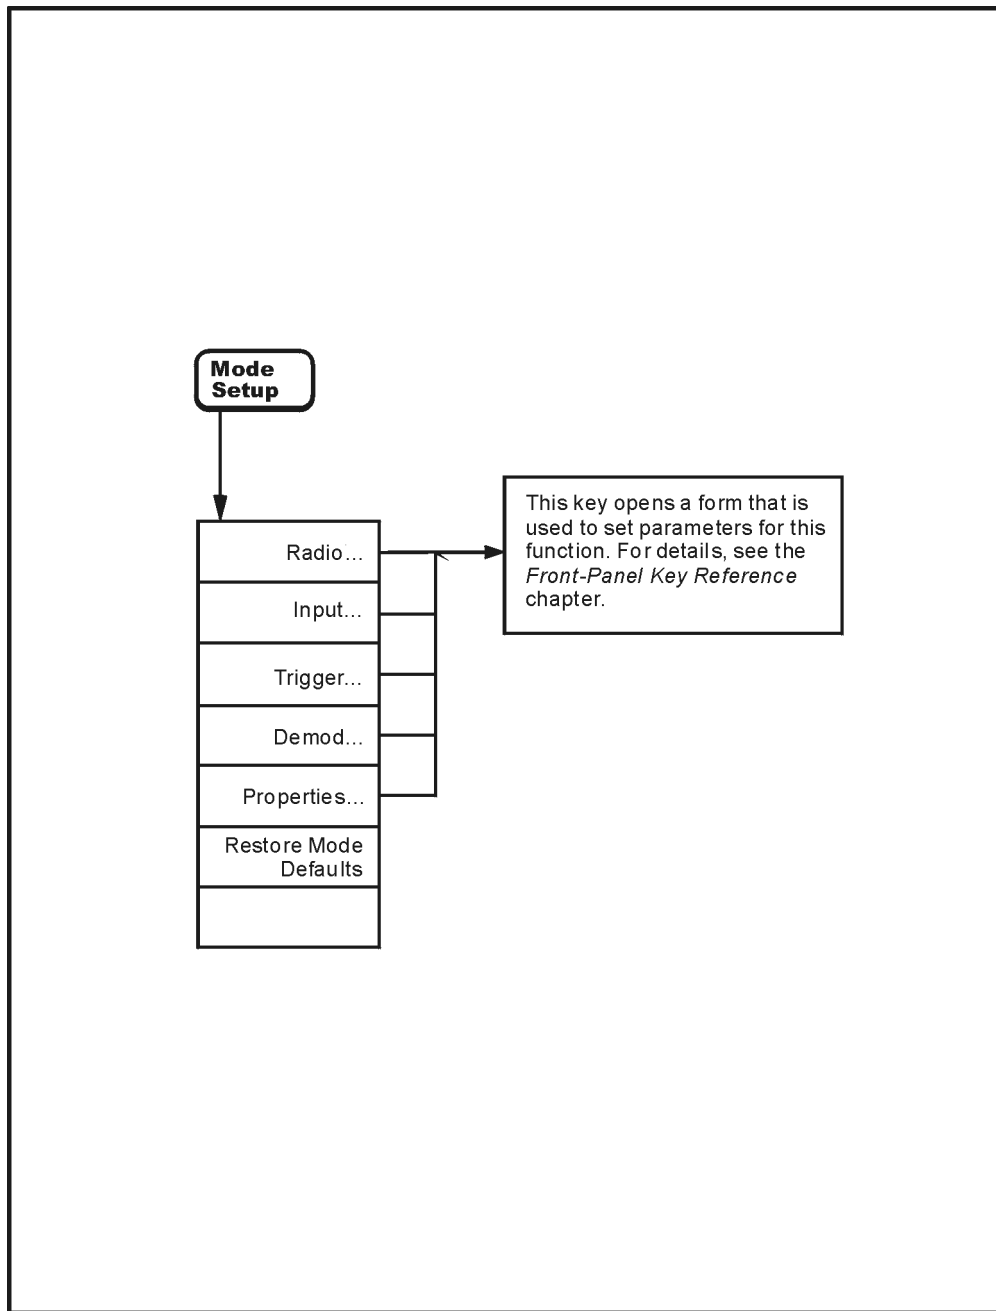 Mode
Setup
Radio...
Input...
Trigger...
Demod...
Properties...
Restore Mode
Defaults
This key opens a form that is
used to set parameters for this
function. For details, see the
Front-Panel Key Reference
chapter.